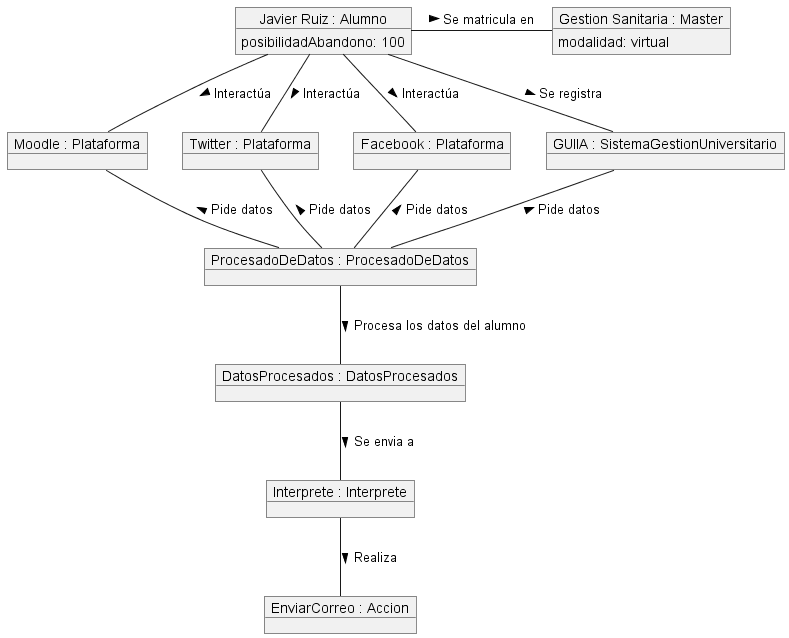 Javier Ruiz : Alumno
posibilidadAbandono: 100
Se matricula en
Gestion Sanitaria : Master
modalidad: virtual
Interactúa
Interactúa
Interactúa
Se registra
Moodle : Plataforma
Twitter : Plataforma
Facebook : Plataforma
GUIIA : SistemaGestionUniversitario
Pide datos
Pide datos
Pide datos
Pide datos
ProcesadoDeDatos : ProcesadoDeDatos
Procesa los datos del alumno
DatosProcesados : DatosProcesados
Se envia a
Interprete : Interprete
Realiza
EnviarCorreo : Accion